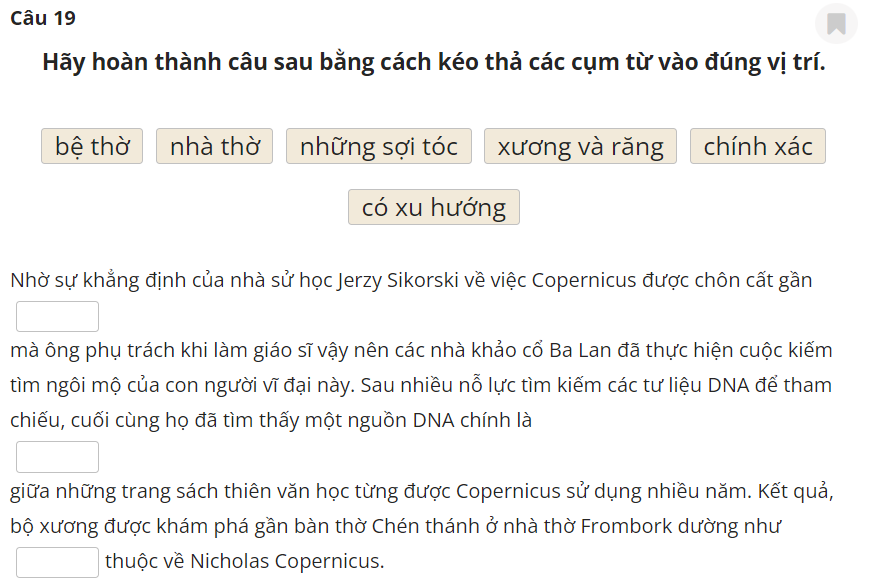 Câu 19
Hãy hoàn thành câu sau bằng cách kéo thả các cụm từ vào đúng vị trí.
bệ thờ nhà thờ những sợi tóc xương và răng chính xác
có xu hướng
Nhờ sự khẳng định của nhà sử học Jerzy Sikorski về việc Copernicus được chôn cất gần
mà ông phụ trách khi làm giáo sĩ vậy nên các nhà khảo cổ Ba Lan đã thực hiện cuộc kiếm
tìm ngôi mộ của con người vĩ đại này. Sau nhiều nỗ lực tìm kiếm các tư liệu DNA để tham
chiếu, cuối cùng họ đã tìm thấy một nguồn DNA chính là
giữa những trang sách thiên văn học từng được Copernicus sử dụng nhiều năm. Kết quả,
bộ xương được khám phá gần bàn thờ Chén thánh ở nhà thờ Frombork dường như
thuộc về Nicholas Copernicus.